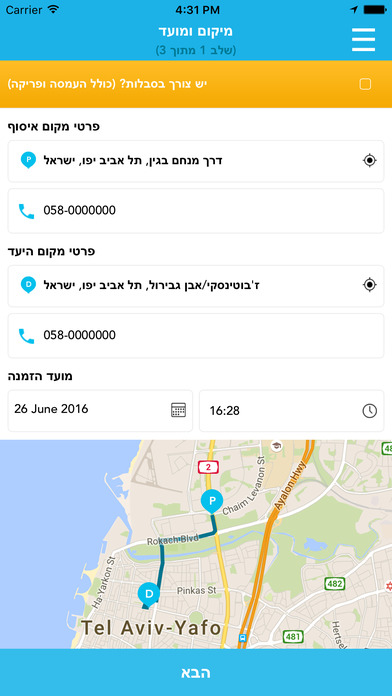 Carrier 4:31 PM
מיקום ומועד
(שלב 1 מתוך 3)
יש צורך בסבלות? (כולל העמסה ופריקה)
פרטי מקום איסוף
P דרך מנחם בגין, תל אביב יפו, ישראל
058-0000000
פרטי מקום היעד
D ז'בוטינסקי/אבן גבירול, תל אביב יפו, ישראל
058-0000000
מועד הזמנה
26 June 2016 16:28
2
P
Chaim Levanon St
Ayalon Hwy
Rokach Blvd
Ha-Yarkon St
D
Pinkas St
482
482
Tel Aviv-Yafo
481
הבא